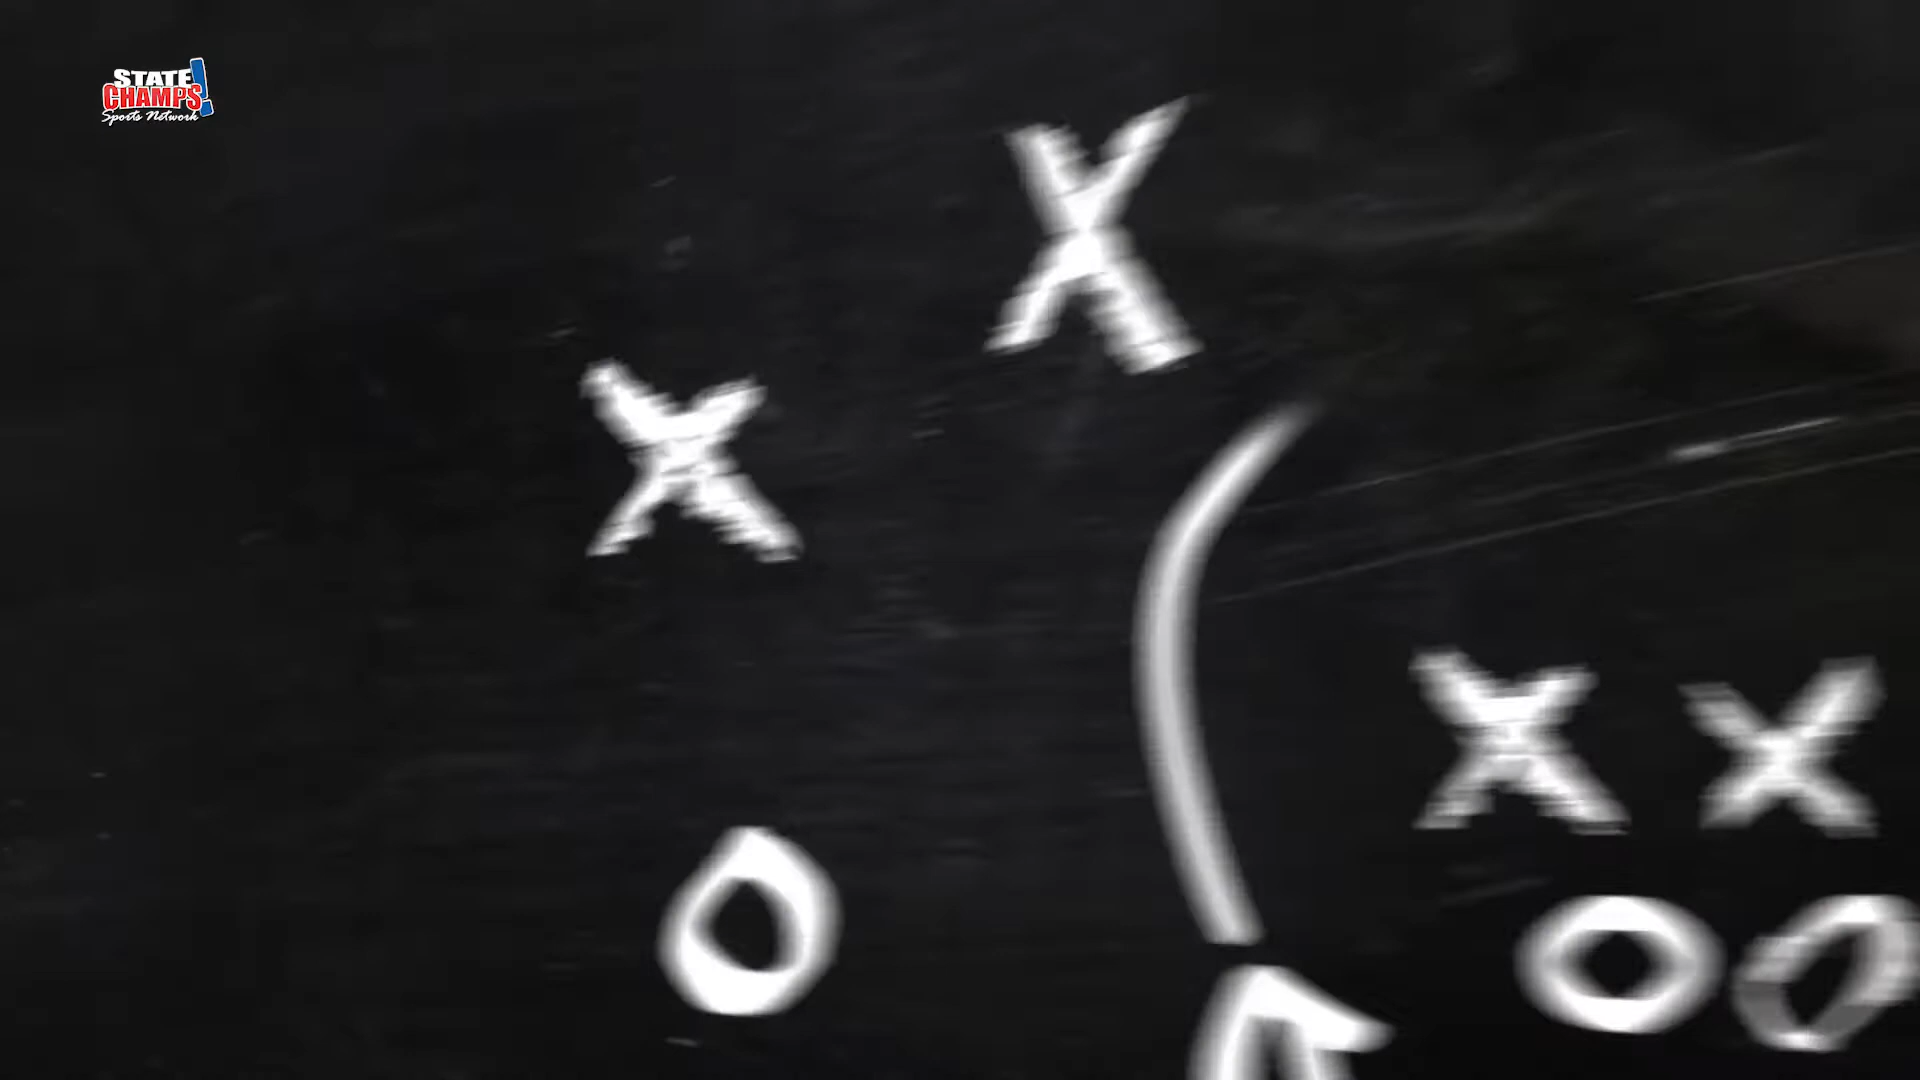 STATE
CHAMPS!
Sports Network
X
X
X X
O
O O